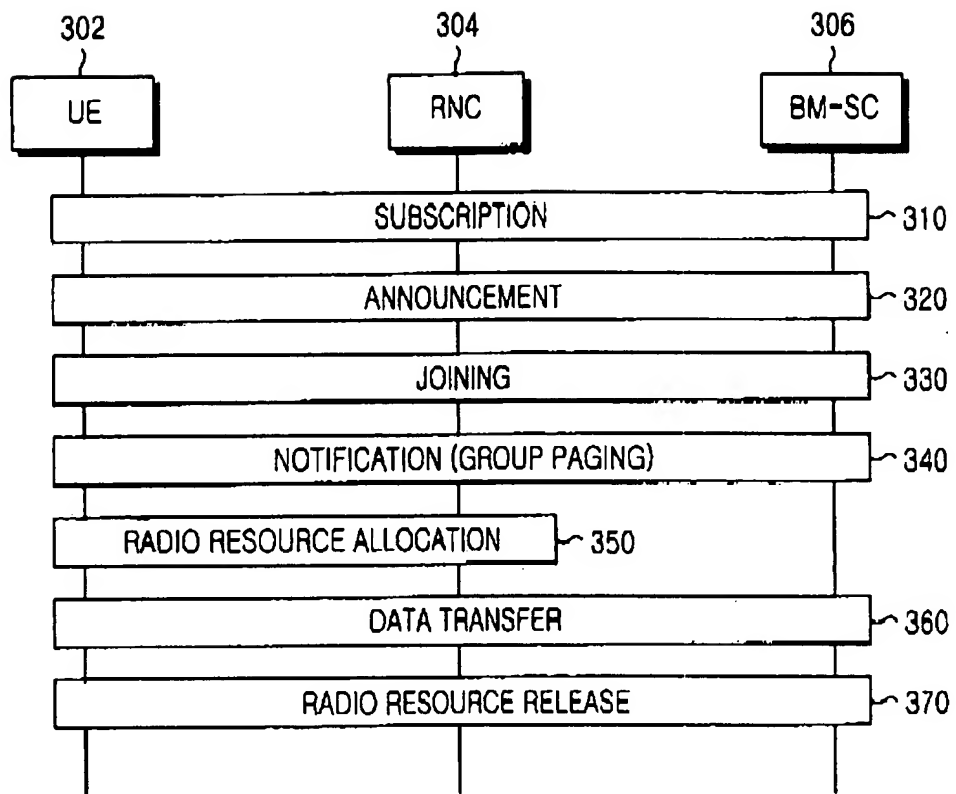 302 304 306
UE RNC BM-SC
SUBSCRIPTION 310
ANNOUNCEMENT 320
JOINING 330
NOTIFICATION (GROUP PAGING) 340
RADIO RESOURCE ALLOCATION 350
DATA TRANSFER 360
RADIO RESOURCE RELEASE 370